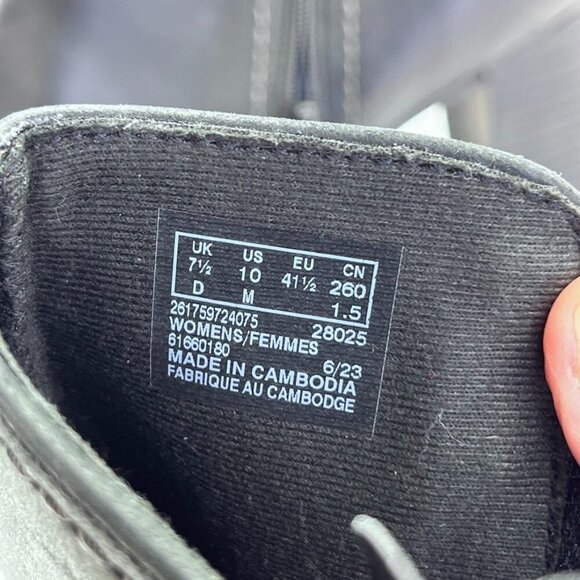 UK US EU CN
7½ 10 41½ 260
D M 1.5
261759724075 28025
WOMENS/FEMMES
61660180 6/23
MADE IN CAMBODIA
FABRIQUE AU CAMBODGE